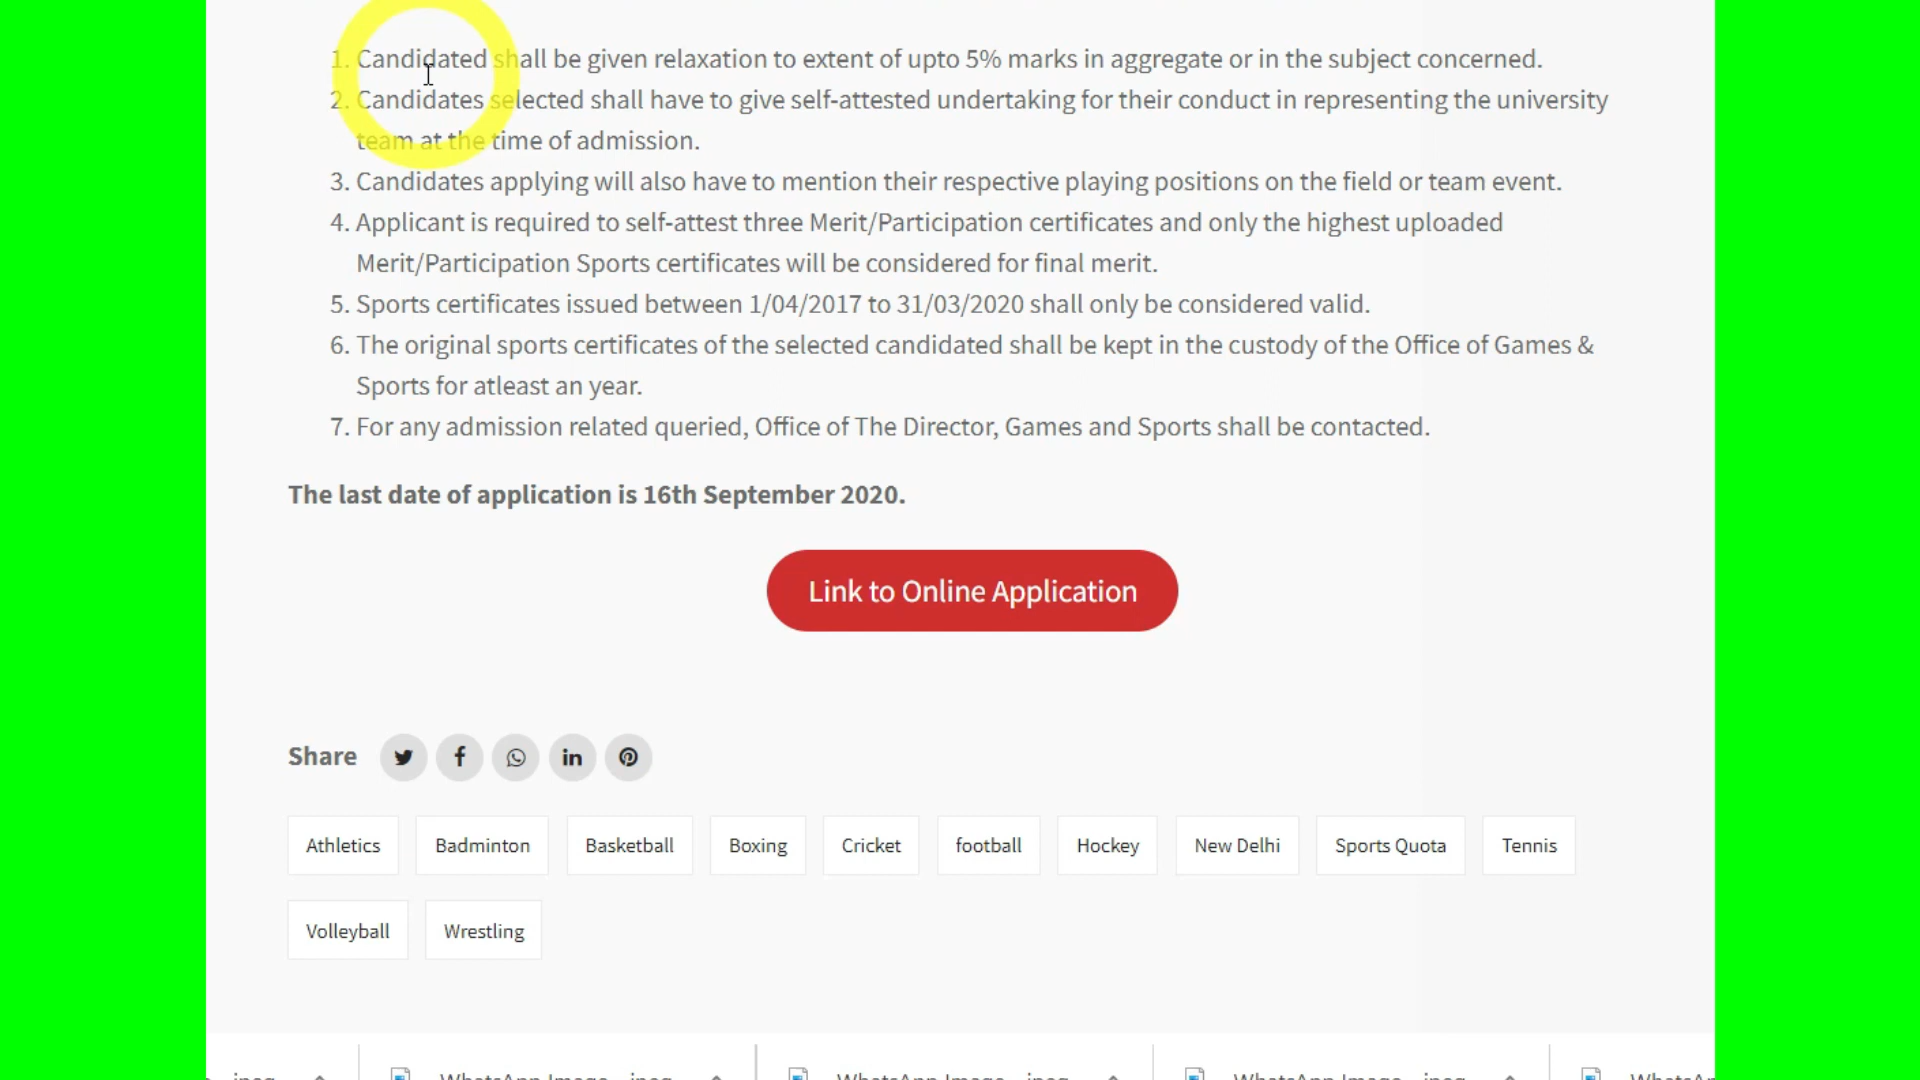 1. Candidated shall be given relaxation to extent of upto 5% marks in aggregate or in the subject concerned.
2. Candidates selected shall have to give self-attested undertaking for their conduct in representing the university
team at the time of admission.
3. Candidates applying will also have to mention their respective playing positions on the field or team event.
4. Applicant is required to self-attest three Merit/Participation certificates and only the highest uploaded
Merit/Participation Sports certificates will be considered for final merit.
5. Sports certificates issued between 1/04/2017 to 31/03/2020 shall only be considered valid.
6. The original sports certificates of the selected candidated shall be kept in the custody of the Office of Games &
Sports for atleast an year.
7. For any admission related queried, Office of The Director, Games and Sports shall be contacted.
The last date of application is 16th September 2020.
Link to Online Application
Share
Athletics Badminton Basketball Boxing Cricket football Hockey New Delhi Sports Quota Tennis
Volleyball Wrestling
WhatsApp Image WhatsApp Image WhatsApp Image